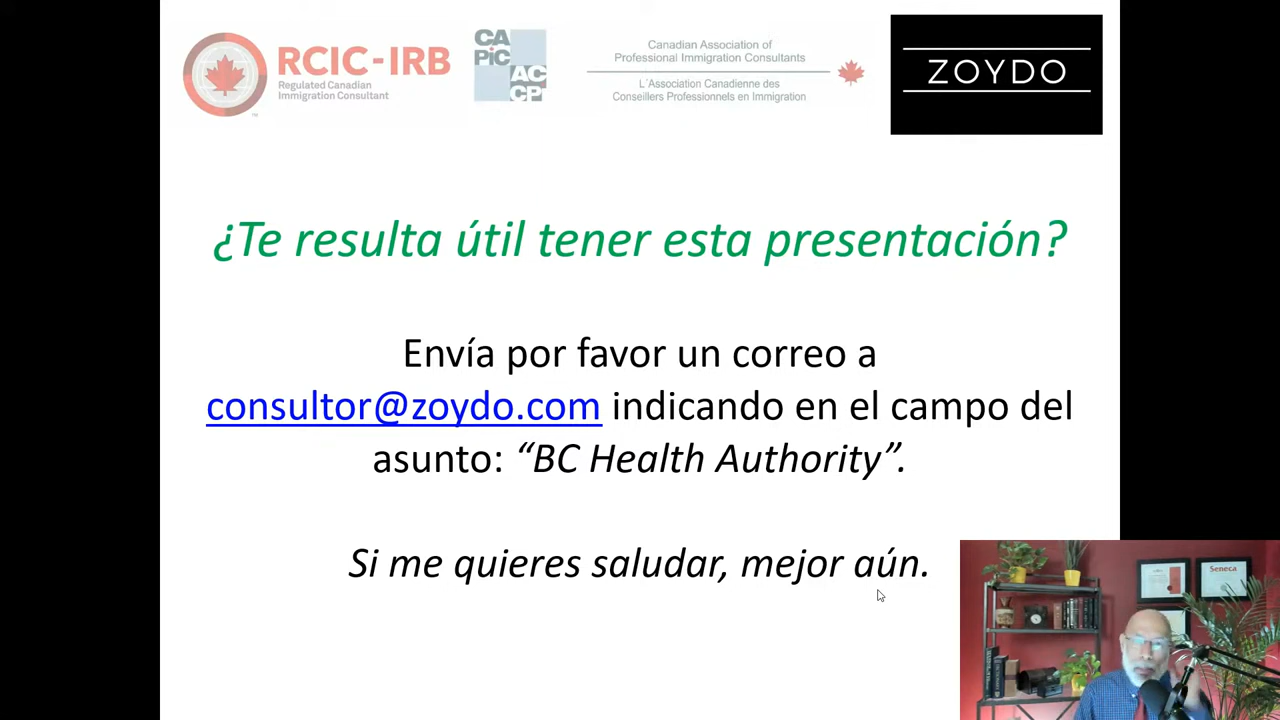 RCIC-IRB
Regulated Canadian
Immigration Consultant
TM
CA
PiC
AC
CP
Canadian Association of
Professional Immigration Consultants
L´Association Canadienne des
Conseillers Professionnels en Immigration
ZOYDO
¿Te resulta útil tener esta presentación?
Envía por favor un correo a
consultor@zoydo.com indicando en el campo del
asunto: “BC Health Authority”.
Si me quieres saludar, mejor aún.
Seneca